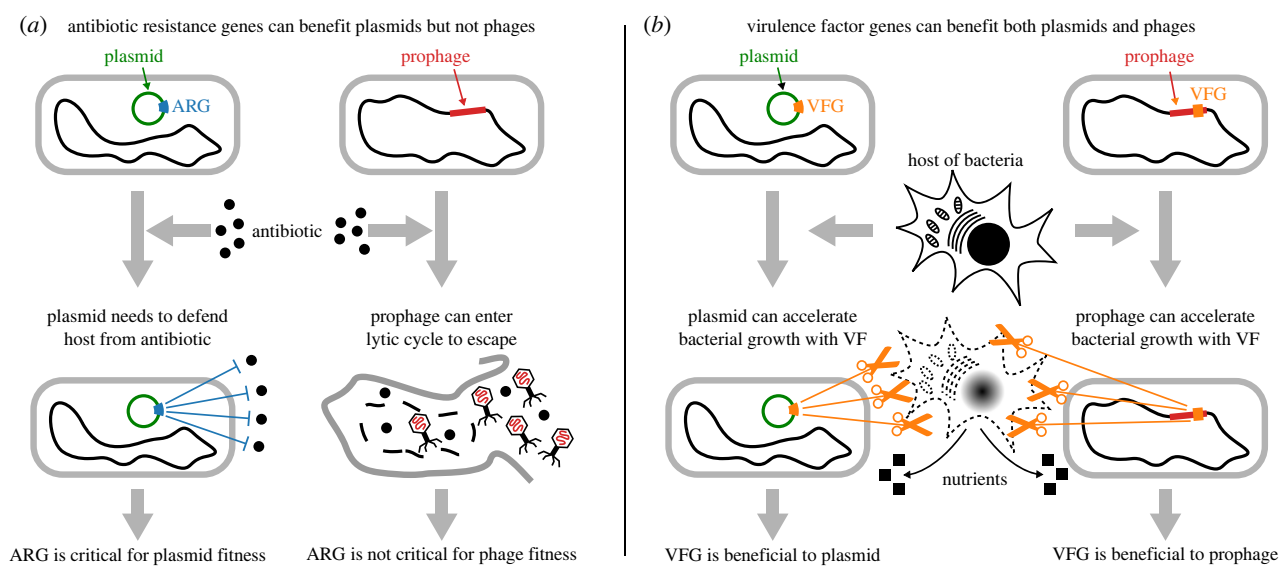 (a) antibiotic resistance genes can benefit plasmids but not phages
plasmid
prophage
ARG
antibiotic
plasmid needs to defend
host from antibiotic
prophage can enter
lytic cycle to escape
ARG is critical for plasmid fitness
ARG is not critical for phage fitness
(b) virulence factor genes can benefit both plasmids and phages
plasmid
prophage
VFG
VFG
host of bacteria
plasmid can accelerate
bacterial growth with VF
prophage can accelerate
bacterial growth with VF
nutrients
VFG is beneficial to plasmid
VFG is beneficial to prophage